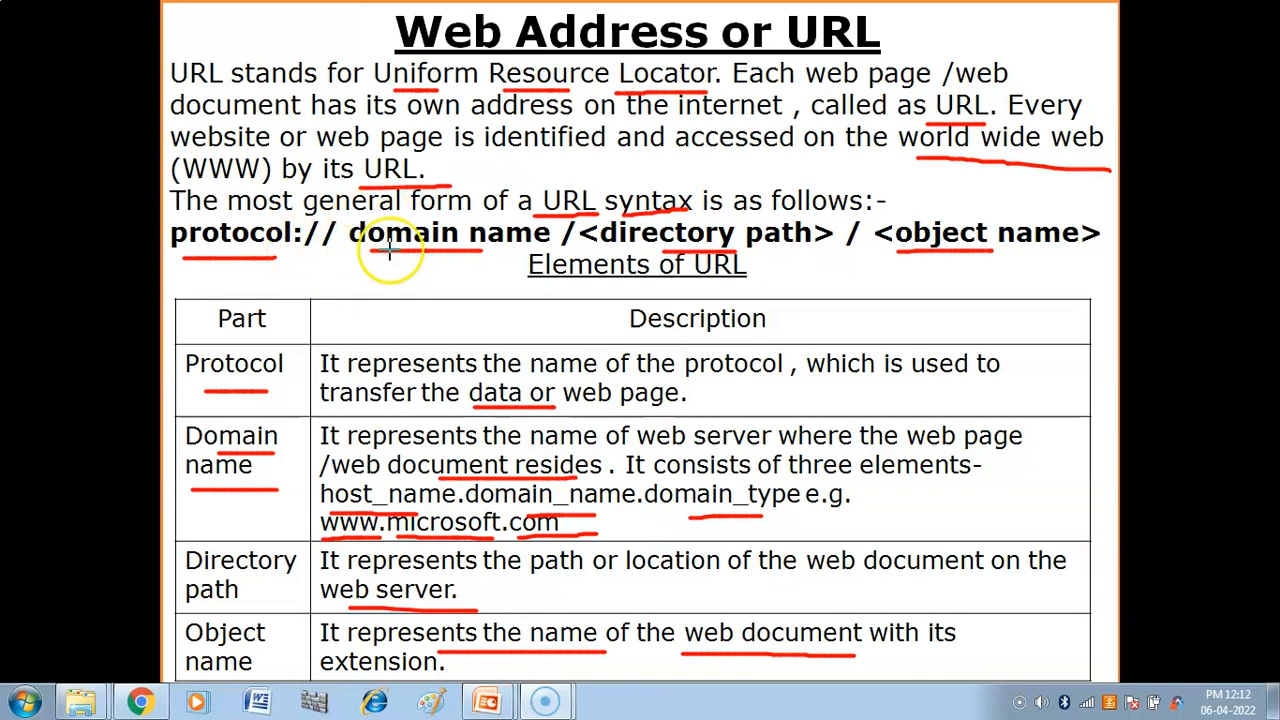 Web Address or URL
URL stands for Uniform Resource Locator. Each web page /web
document has its own address on the internet , called as URL. Every
website or web page is identified and accessed on the world wide web
(WWW) by its URL.
The most general form of a URL syntax is as follows:-
protocol:// domain name /<directory path> / <object name>
Elements of URL
Part Description
Protocol It represents the name of the protocol , which is used to
transfer the data or web page.
Domain It represents the name of web server where the web page
name /web document resides . It consists of three elements-
host_name.domain_name.domain_type e.g.
www.microsoft.com
Directory It represents the path or location of the web document on the
path web server.
Object It represents the name of the web document with its
name extension.
PM 12:12
06-04-2022